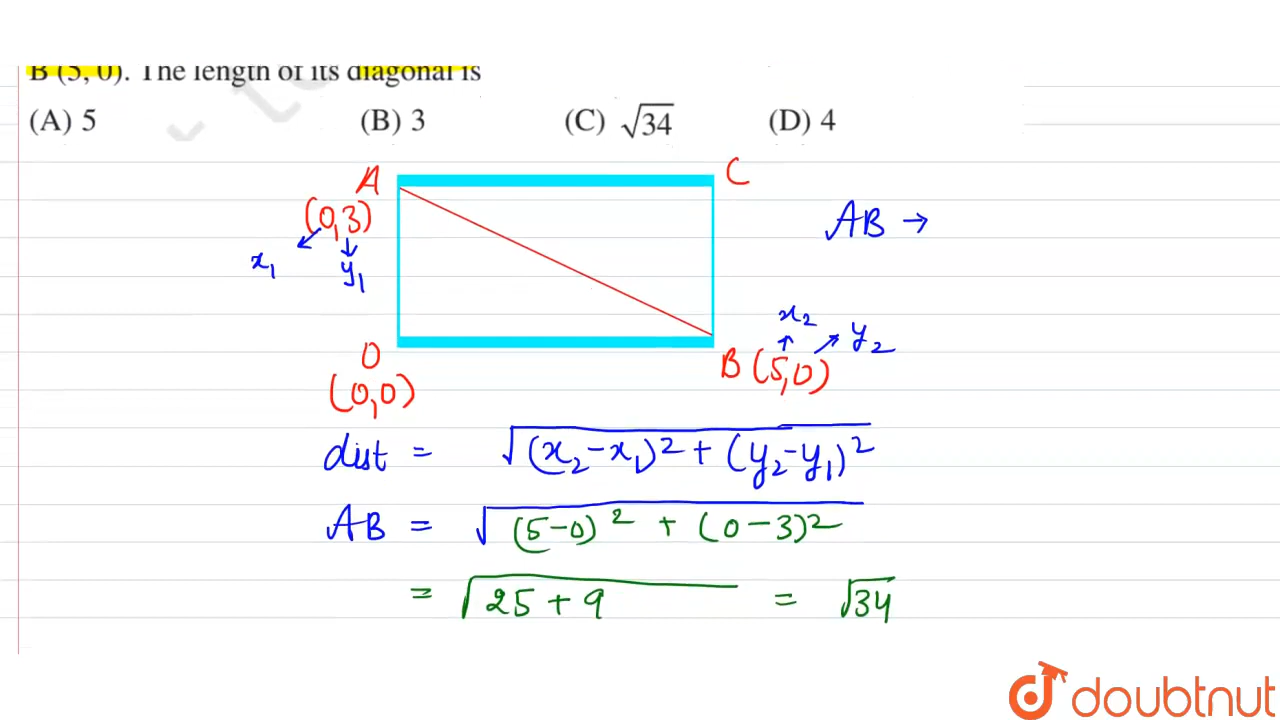 B (5, 0). The length of its diagonal is
(A) 5 (B) 3 (C) √34 (D) 4
A C
(0,3) AB →
x₁ y₁
x₂ y₂
O B (5,0)
(0,0)
dist = √(x₂-x₁)² + (y₂-y₁)²
AB = √(5-0)² + (0-3)²
= √25+9 = √34
doubtnut